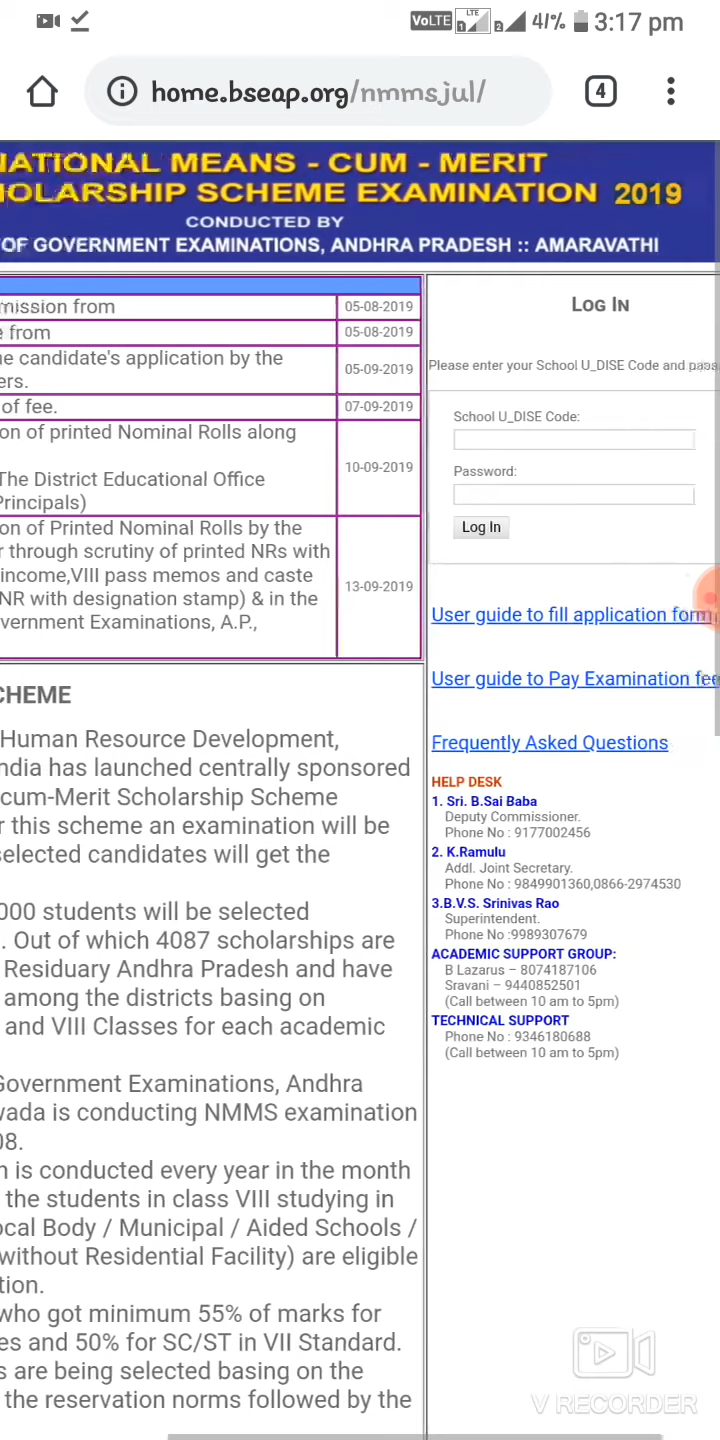 VoLTE LTE 1 2 41% 3:17 pm
home.bseap.org/nmmsjul/ 4
NATIONAL MEANS - CUM - MERIT
HOLARSHIP SCHEME EXAMINATION 2019
CONDUCTED BY
OF GOVERNMENT EXAMINATIONS, ANDHRA PRADESH :: AMARAVATHI
mission from 05-08-2019
e from 05-08-2019
ne candidate's application by the
ers. 05-09-2019
of fee. 07-09-2019
on of printed Nominal Rolls along
The District Educational Office
Principals) 10-09-2019
on of Printed Nominal Rolls by the
r through scrutiny of printed NRs with
income,VIII pass memos and caste
NR with designation stamp) & in the
vernment Examinations, A.P., 13-09-2019
CHEME
Human Resource Development,
ndia has launched centrally sponsored
cum-Merit Scholarship Scheme
r this scheme an examination will be
selected candidates will get the
000 students will be selected
. Out of which 4087 scholarships are
Residuary Andhra Pradesh and have
among the districts basing on
and VIII Classes for each academic
Government Examinations, Andhra
wada is conducting NMMS examination
08.
n is conducted every year in the month
the students in class VIII studying in
ocal Body / Municipal / Aided Schools /
without Residential Facility) are eligible
tion.
who got minimum 55% of marks for
es and 50% for SC/ST in VII Standard.
s are being selected basing on the
the reservation norms followed by the
Log In
Please enter your School U_DISE Code and pass
School U_DISE Code:
Password:
Log In
User guide to fill application form
User guide to Pay Examination fee
Frequently Asked Questions
HELP DESK
1. Sri. B.Sai Baba
Deputy Commissioner.
Phone No : 9177002456
2. K.Ramulu
Addl. Joint Secretary.
Phone No : 9849901360,0866-2974530
3.B.V.S. Srinivas Rao
Superintendent.
Phone No :9989307679
ACADEMIC SUPPORT GROUP:
B Lazarus – 8074187106
Sravani – 9440852501
(Call between 10 am to 5pm)
TECHNICAL SUPPORT
Phone No : 9346180688
(Call between 10 am to 5pm)
V RECORDER